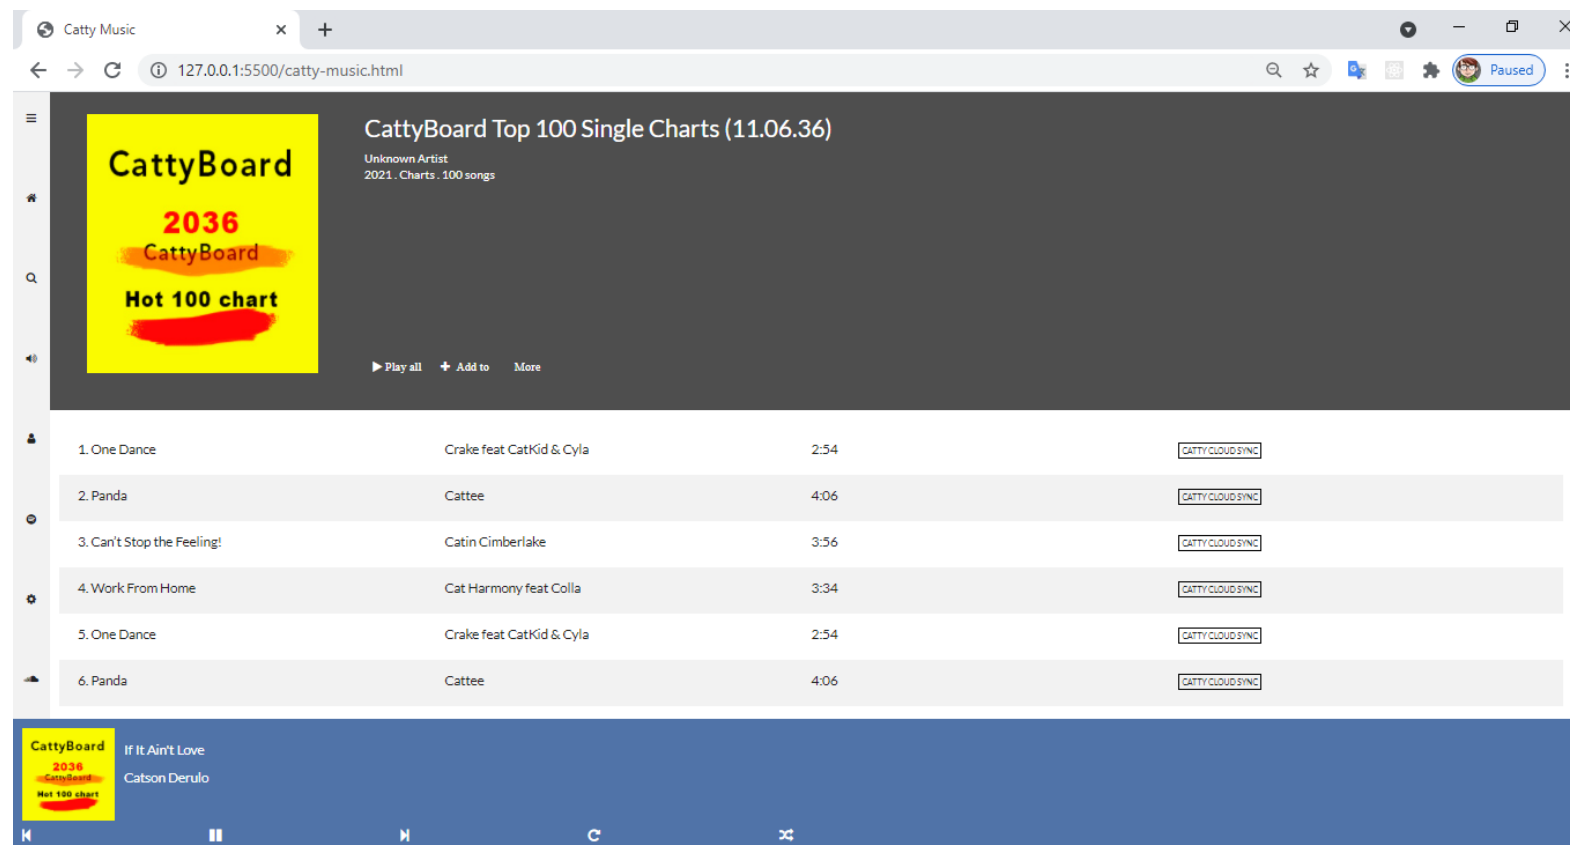 Catty Music
127.0.0.1:5500/catty-music.html
Paused
CattyBoard
2036
CattyBoard
Hot 100 chart
CattyBoard Top 100 Single Charts (11.06.36)
Unknown Artist
2021 . Charts . 100 songs
Play all Add to More
1. One Dance Crake feat CatKid & Cyla 2:54 CATTY CLOUD SYNC
2. Panda Cattee 4:06 CATTY CLOUD SYNC
3. Can't Stop the Feeling! Catin Cimberlake 3:56 CATTY CLOUD SYNC
4. Work From Home Cat Harmony feat Colla 3:34 CATTY CLOUD SYNC
5. One Dance Crake feat CatKid & Cyla 2:54 CATTY CLOUD SYNC
6. Panda Cattee 4:06 CATTY CLOUD SYNC
CattyBoard
2036
CattyBoard
Hot 100 chart
If It Ain't Love
Catson Derulo